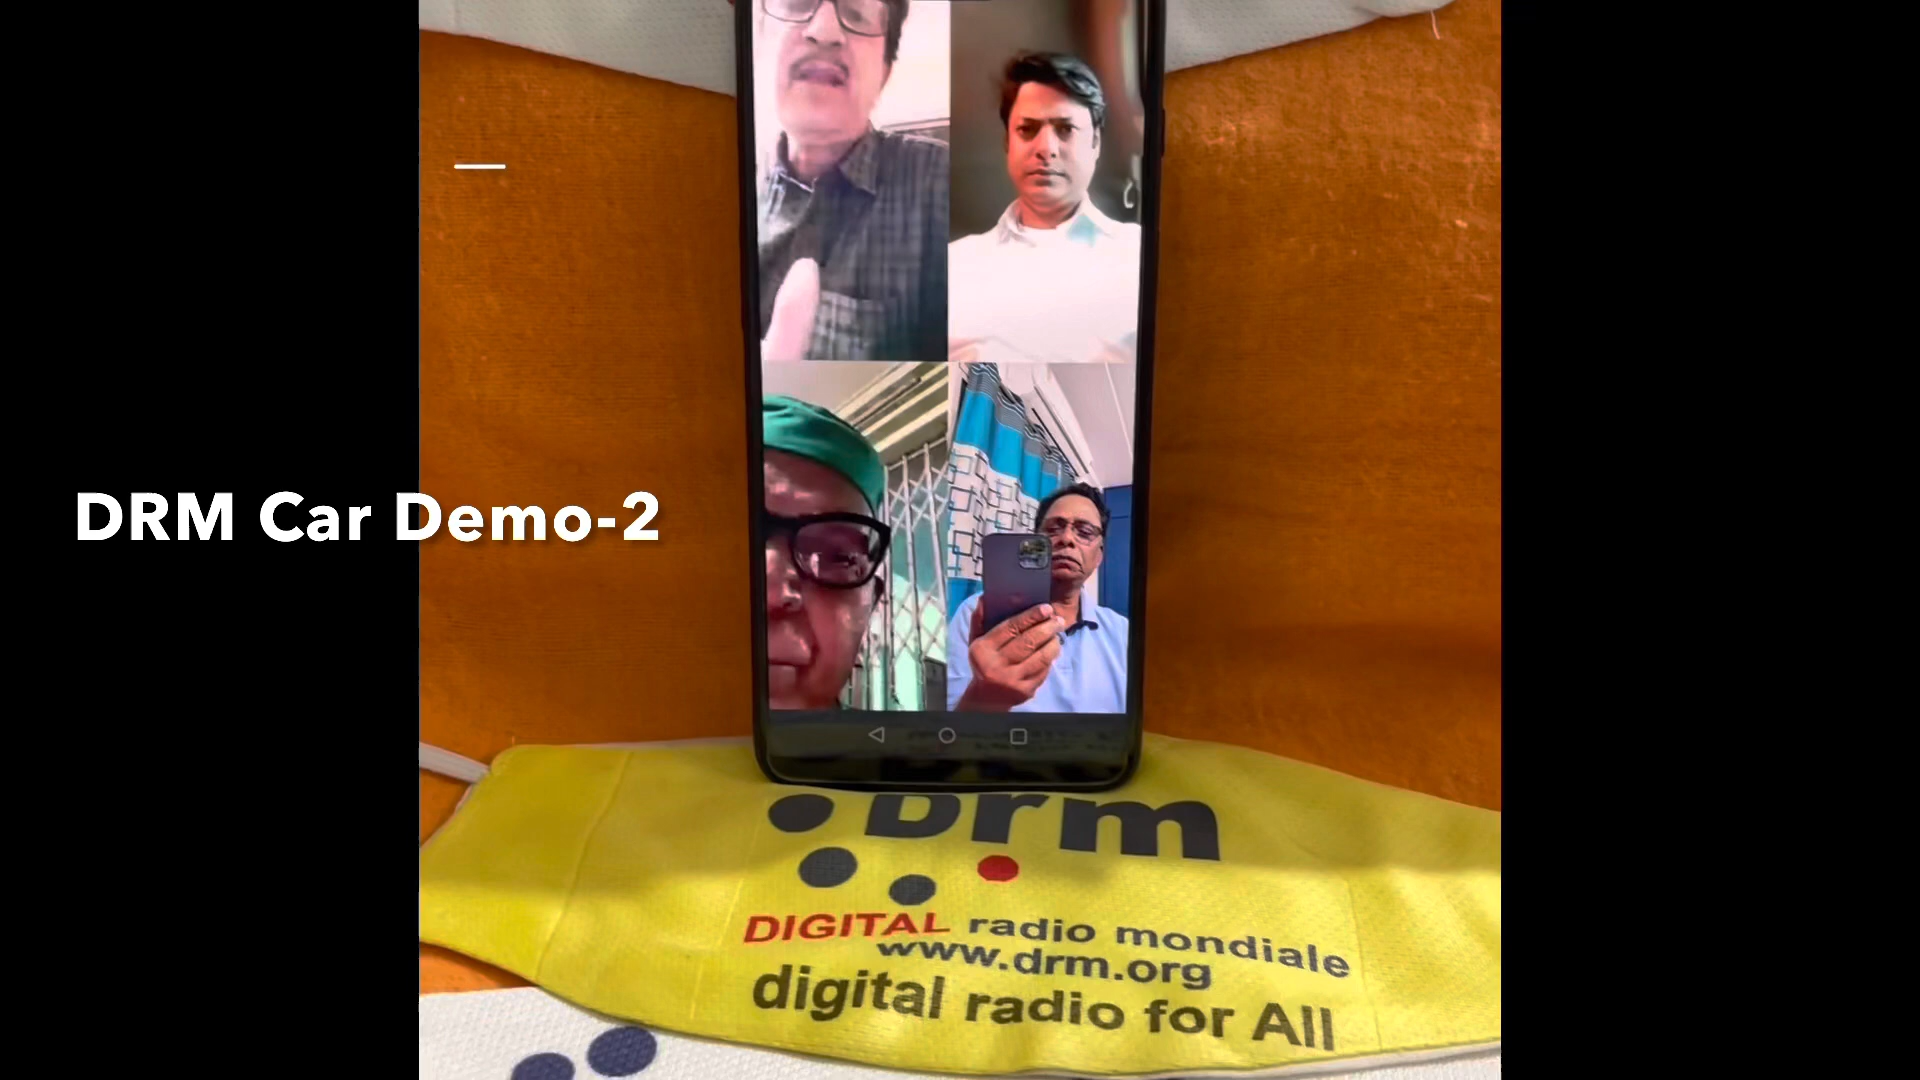 DRM Car Demo-2
Drm
DIGITAL radio mondiale
www.drm.org
digital radio for All